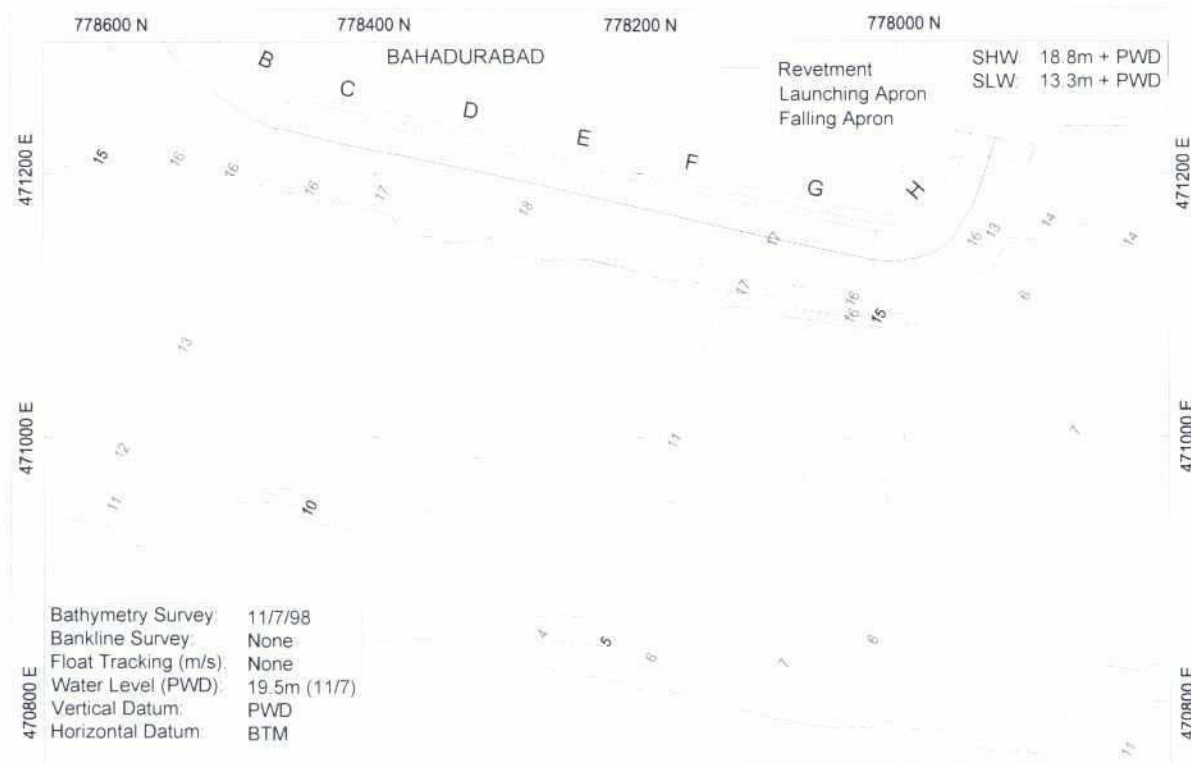 778600 N 778400 N 778200 N 778000 N
BAHADURABAD
B
C
D
E
F
G
H
Revetment
Launching Apron
Falling Apron
SHW: 18.8m + PWD
SLW: 13.3m + PWD
471200 E
471200 E
15
16
16
16
17
18
17
16
13
14
14
17
16
16
15
6
13
471000 E
471000 E
12
11
7
11
10
4
5
6
7
8
11
470800 E
470800 E
Bathymetry Survey: 11/7/98
Bankline Survey: None
Float Tracking (m/s): None
Water Level (PWD): 19.5m (11/7)
Vertical Datum: PWD
Horizontal Datum: BTM